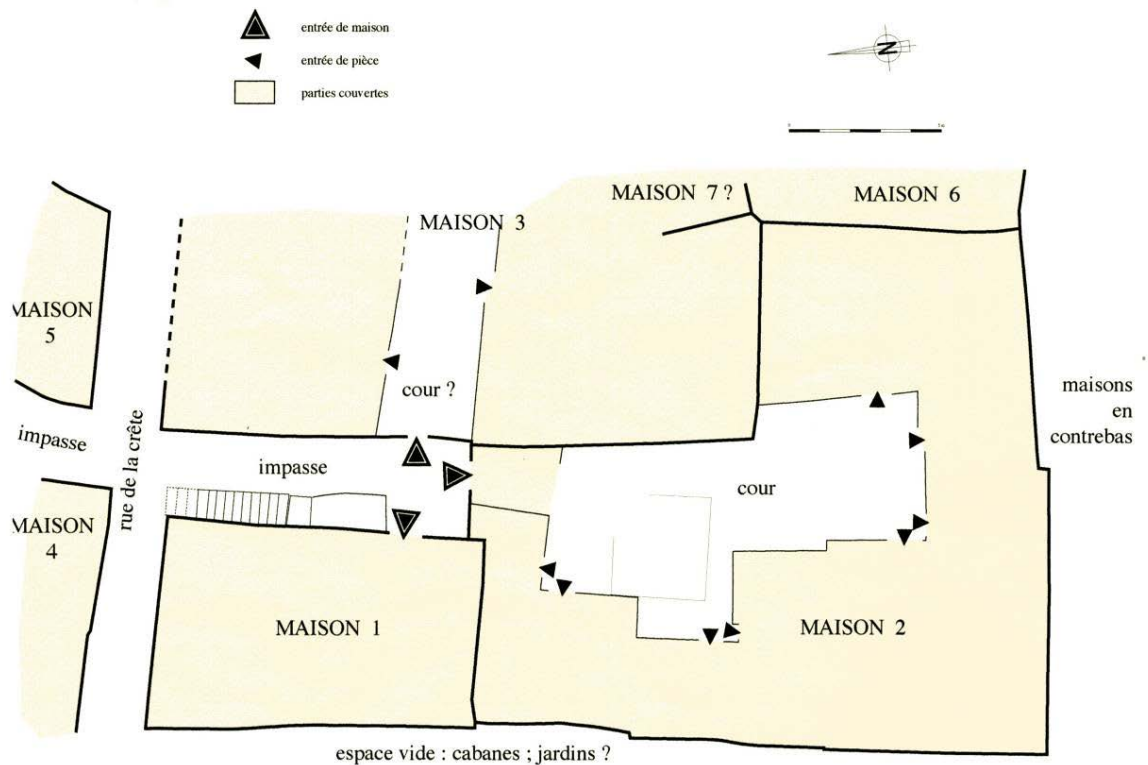 entrée de maison
entrée de pièce
parties couvertes
N
0
MAISON 7 ?
MAISON 6
MAISON 3
MAISON
5
cour ?
maisons
en
contrebas
impasse
rue de la crête
impasse
cour
MAISON
4
MAISON 1
MAISON 2
espace vide : cabanes ; jardins ?